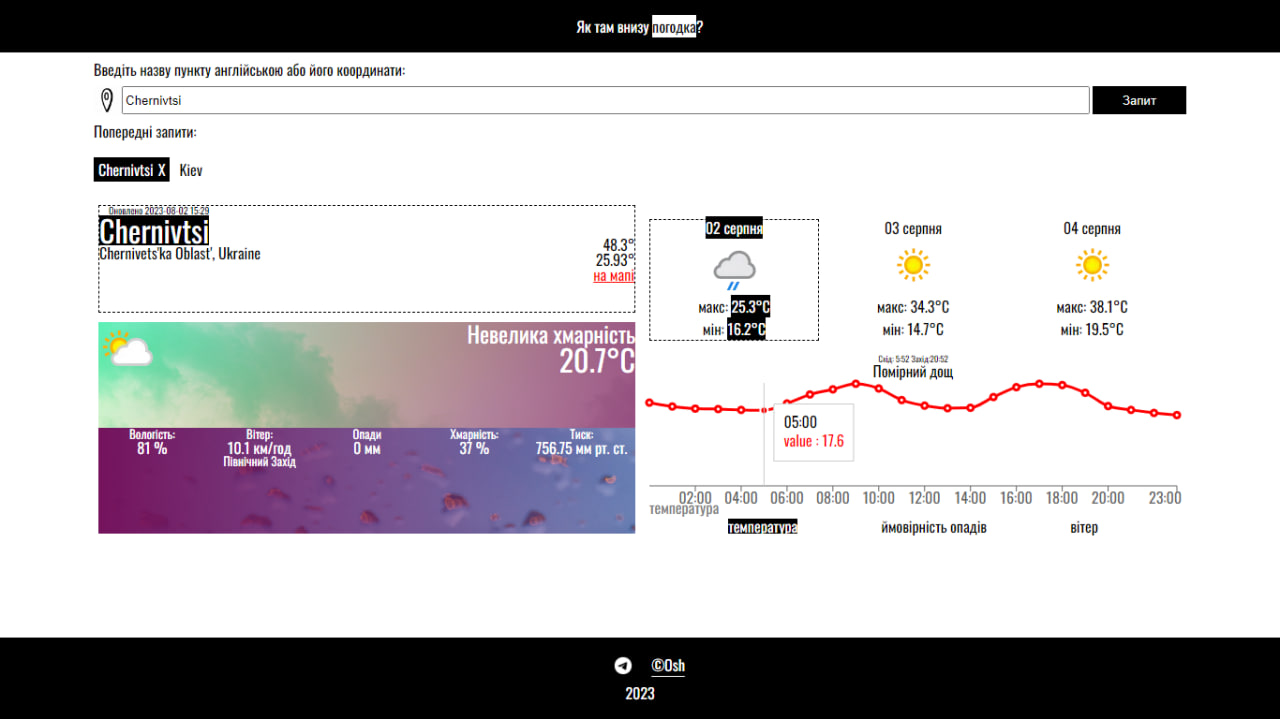 Як там внизу погодка?
Введіть назву пункту англійською або його координати:
Chernivtsi
Запит
Попередні запити:
Chernivtsi X Kiev
Оновлено 2023-08-02 15:29
Chernivtsi
Chernivets'ka Oblast', Ukraine
48.3°
25.93°
на мапі
Невелика хмарність
20.7°C
Вологість: Вітер: Опади Хмарність: Тиск:
81 % 10.1 км/год 0 мм 37 % 756.75 мм рт. ст.
Північний Захід
02 серпня 03 серпня 04 серпня
макс: 25.3°C макс: 34.3°C макс: 38.1°C
мін: 16.2°C мін: 14.7°C мін: 19.5°C
Схід: 5:52 Захід:20:52
Помірний дощ
05:00
value : 17.6
02:00 04:00 06:00 08:00 10:00 12:00 14:00 16:00 18:00 20:00 23:00
температура
температура ймовірність опадів вітер
©Osh
2023